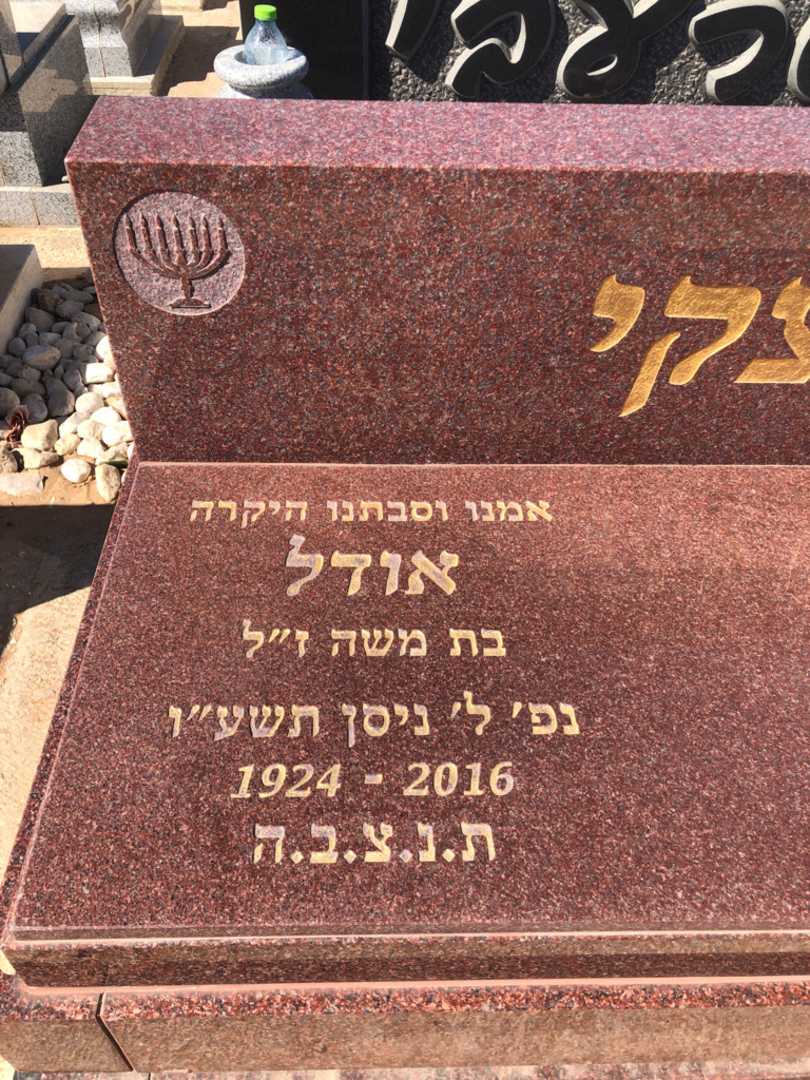 צקי
אמנו וסבתנו היקרה
אודל
בת משה ז״ל
נפ׳ ל׳ ניסן תשע״ו
1924 - 2016
ת.נ.צ.ב.ה